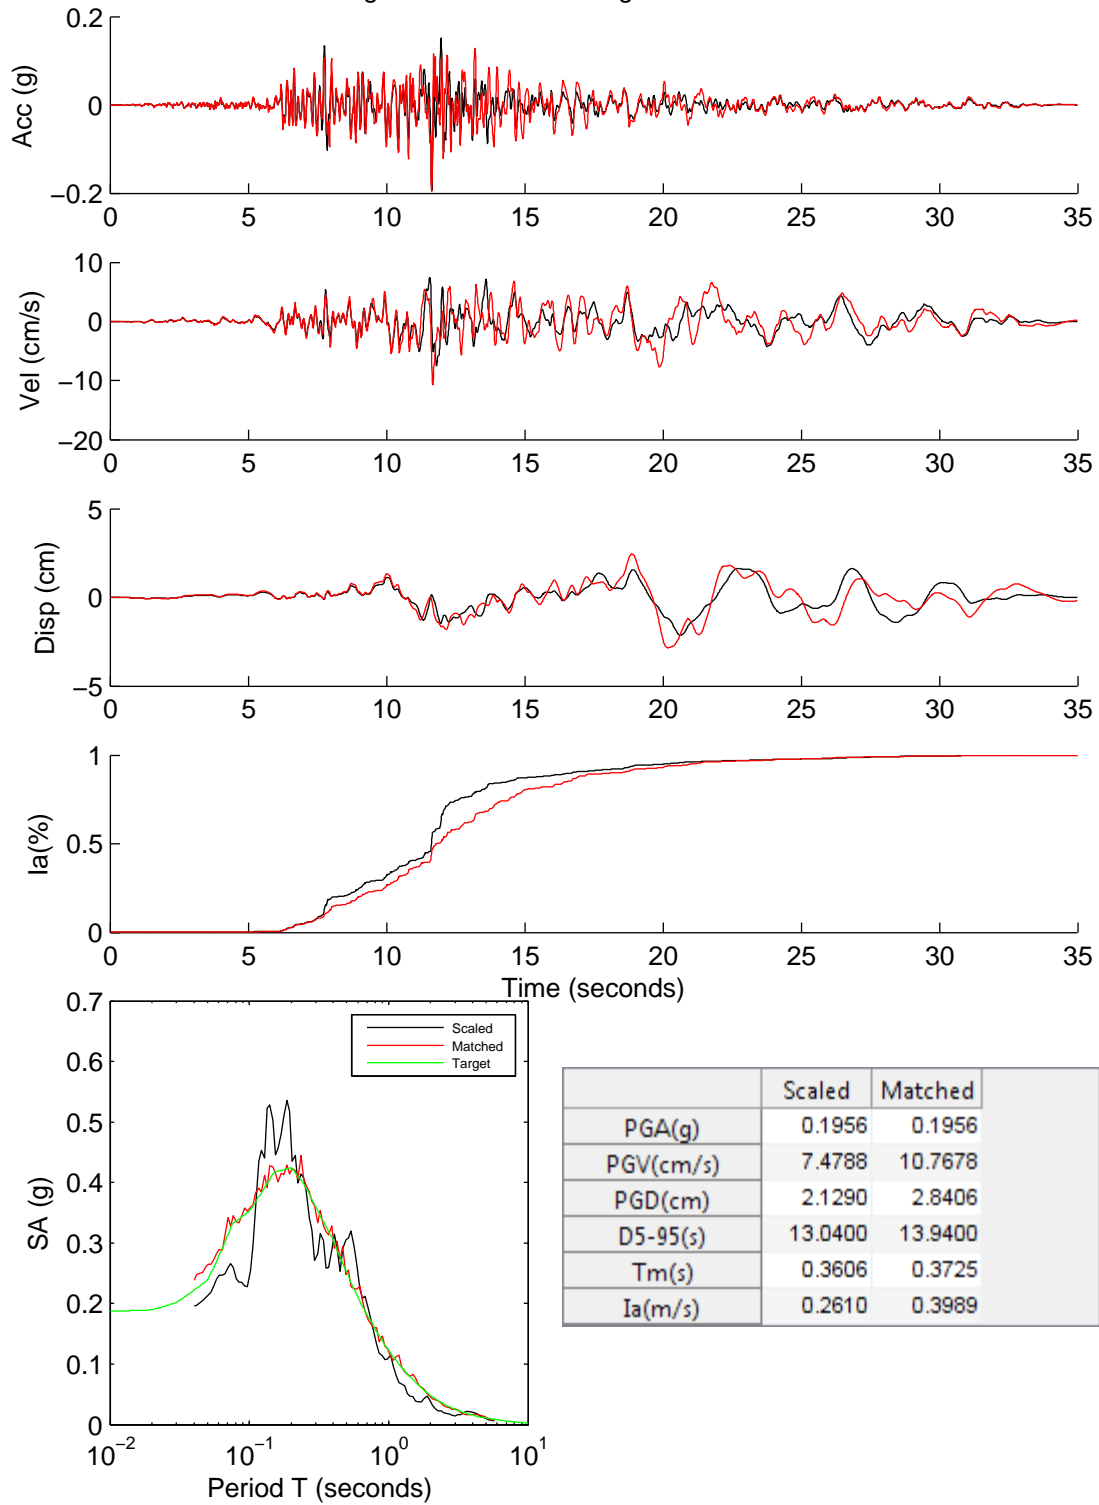 0.2
0
−0.2
Acc (g)
0 5 10 15 20 25 30 35
10
0
−10
−20
Vel (cm/s)
0 5 10 15 20 25 30 35
5
0
−5
Disp (cm)
0 5 10 15 20 25 30 35
1
0.5
0
Ia(%)
0 5 10 15 20 25 30 35
Time (seconds)
0.7
0.6
0.5
0.4
0.3
0.2
0.1
0
SA (g)
Scaled
Matched
Target
10^−2 10^−1 10^0 10^1
Period T (seconds)
Scaled Matched
PGA(g) 0.1956 0.1956
PGV(cm/s) 7.4788 10.7678
PGD(cm) 2.1290 2.8406
D5-95(s) 13.0400 13.9400
Tm(s) 0.3606 0.3725
Ia(m/s) 0.2610 0.3989